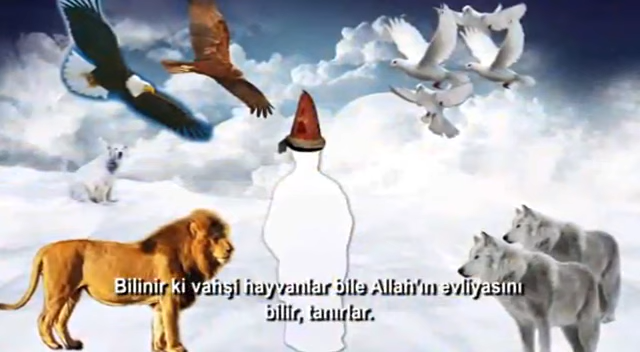 Bilinir ki vahşi hayvanlar bile Allah'ın evliyasını
bilir, tanırlar.